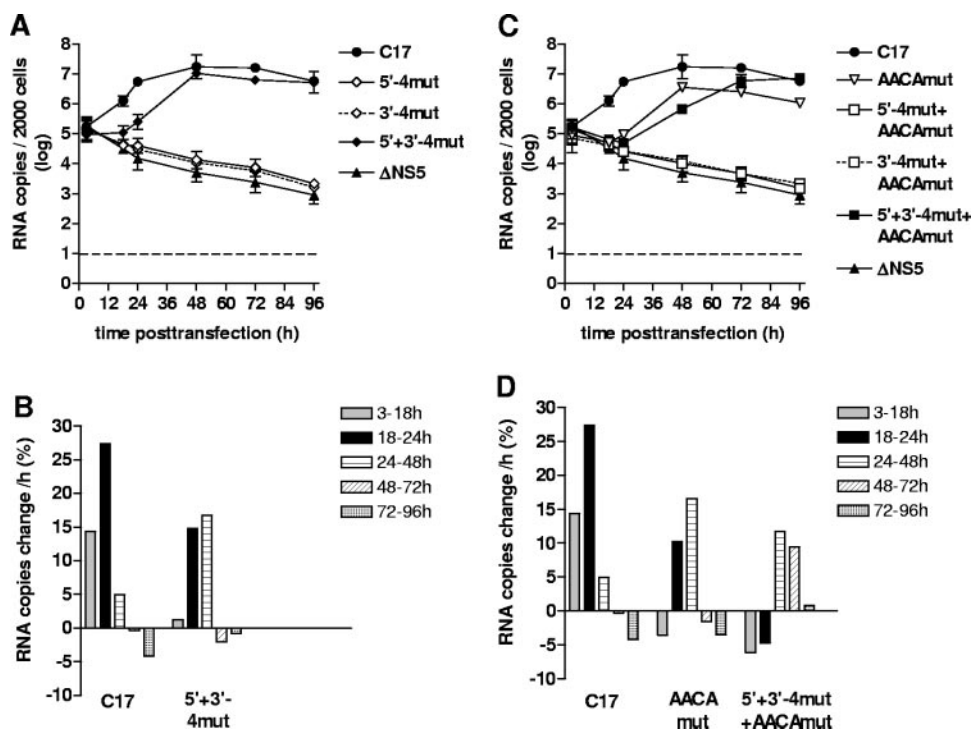 A
RNA copies / 2000 cells
(log)
8
7
6
5
4
3
2
1
0
0 12 24 36 48 60 72 84 96
time posttransfection (h)
C17
5'-4mut
3'-4mut
5'+3'-4mut
ΔNS5
C
RNA copies / 2000 cells
(log)
8
7
6
5
4
3
2
1
0
0 12 24 36 48 60 72 84 96
time posttransfection (h)
C17
AACAmut
5'-4mut+
AACAmut
3'-4mut+
AACAmut
5'+3'-4mut+
AACAmut
ΔNS5
B
RNA copies change /h (%)
30
25
20
15
10
5
0
-5
-10
C17
5'+3'-
4mut
3-18h
18-24h
24-48h
48-72h
72-96h
D
RNA copies change /h (%)
30
25
20
15
10
5
0
-5
-10
C17
AACA
mut
5'+3'-4mut
+AACAmut
3-18h
18-24h
24-48h
48-72h
72-96h